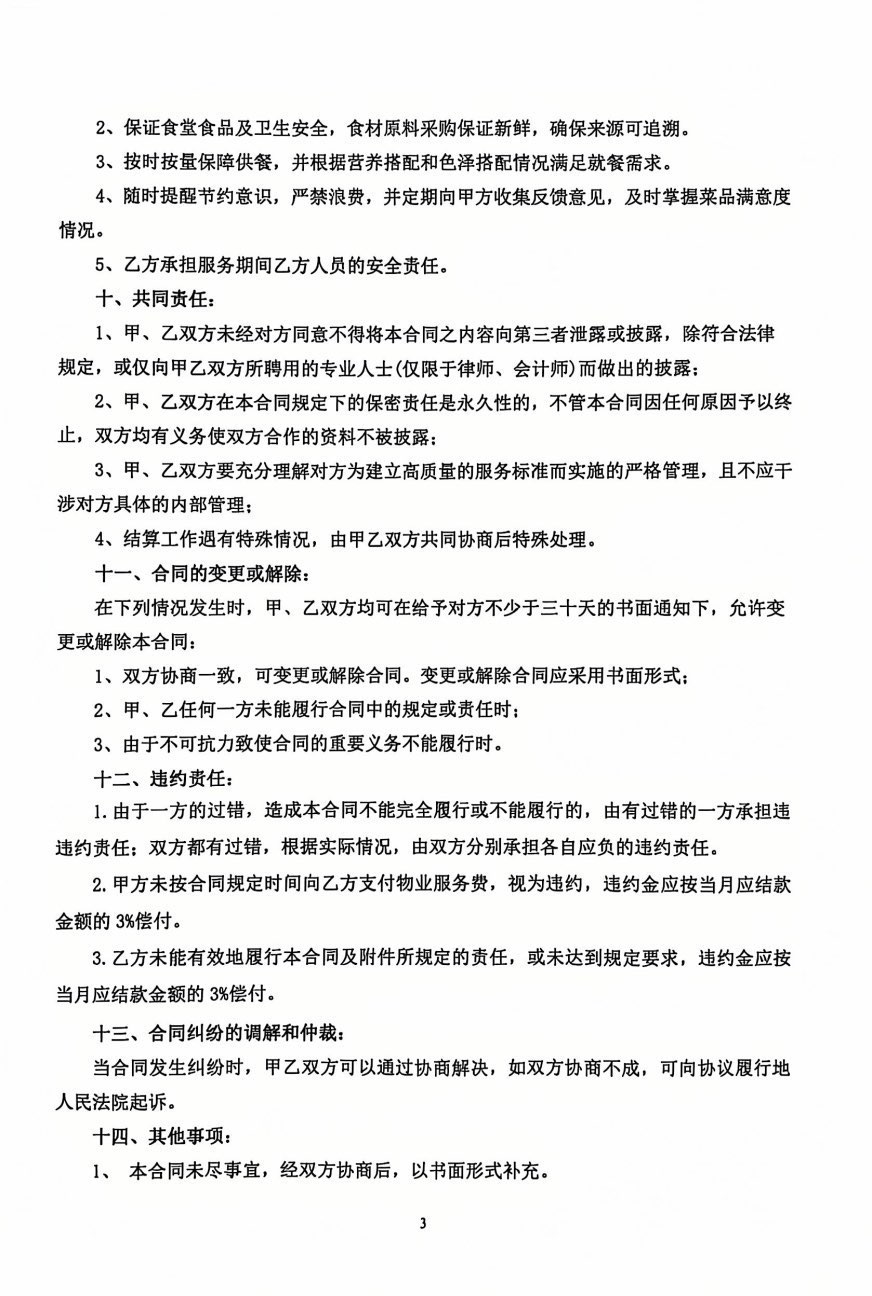 2、保证食堂食品及卫生安全，食材原料采购保证新鲜，确保来源可追溯。
3、按时按量保障供餐，并根据营养搭配和色泽搭配情况满足就餐需求。
4、随时提醒节约意识，严禁浪费，并定期向甲方收集反馈意见，及时掌握菜品满意度
情况。
5、乙方承担服务期间乙方人员的安全责任。
十、共同责任：
1、甲、乙双方未经对方同意不得将本合同之内容向第三者泄露或披露，除符合法律
规定，或仅向甲乙双方所聘用的专业人士(仅限于律师、会计师)而做出的披露；
2、甲、乙双方在本合同规定下的保密责任是永久性的，不管本合同因任何原因予以终
止，双方均有义务使双方合作的资料不被披露；
3、甲、乙双方要充分理解对方为建立高质量的服务标准而实施的严格管理，且不应干
涉对方具体的内部管理；
4、结算工作遇有特殊情况，由甲乙双方共同协商后特殊处理。
十一、合同的变更或解除：
在下列情况发生时，甲、乙双方均可在给予对方不少于三十天的书面通知下，允许变
更或解除本合同：
1、双方协商一致，可变更或解除合同。变更或解除合同应采用书面形式；
2、甲、乙任何一方未能履行合同中的规定或责任时；
3、由于不可抗力致使合同的重要义务不能履行时。
十二、违约责任：
1.由于一方的过错，造成本合同不能完全履行或不能履行的，由有过错的一方承担违
违约责任；双方都有过错，根据实际情况，由双方分别承担各自应负的违约责任。
2.甲方未按合同规定时间向乙方支付物业服务费，视为违约，违约金应按当月应结款
金额的 3%偿付。
3.乙方未能有效地履行本合同及附件所规定的责任，或未达到规定要求，违约金应按
当月应结款金额的 3%偿付。
十三、合同纠纷的调解和仲裁：
当合同发生纠纷时，甲乙双方可以通过协商解决，如双方协商不成，可向协议履行地
人民法院起诉。
十四、其他事项：
1、 本合同未尽事宜，经双方协商后，以书面形式补充。
3